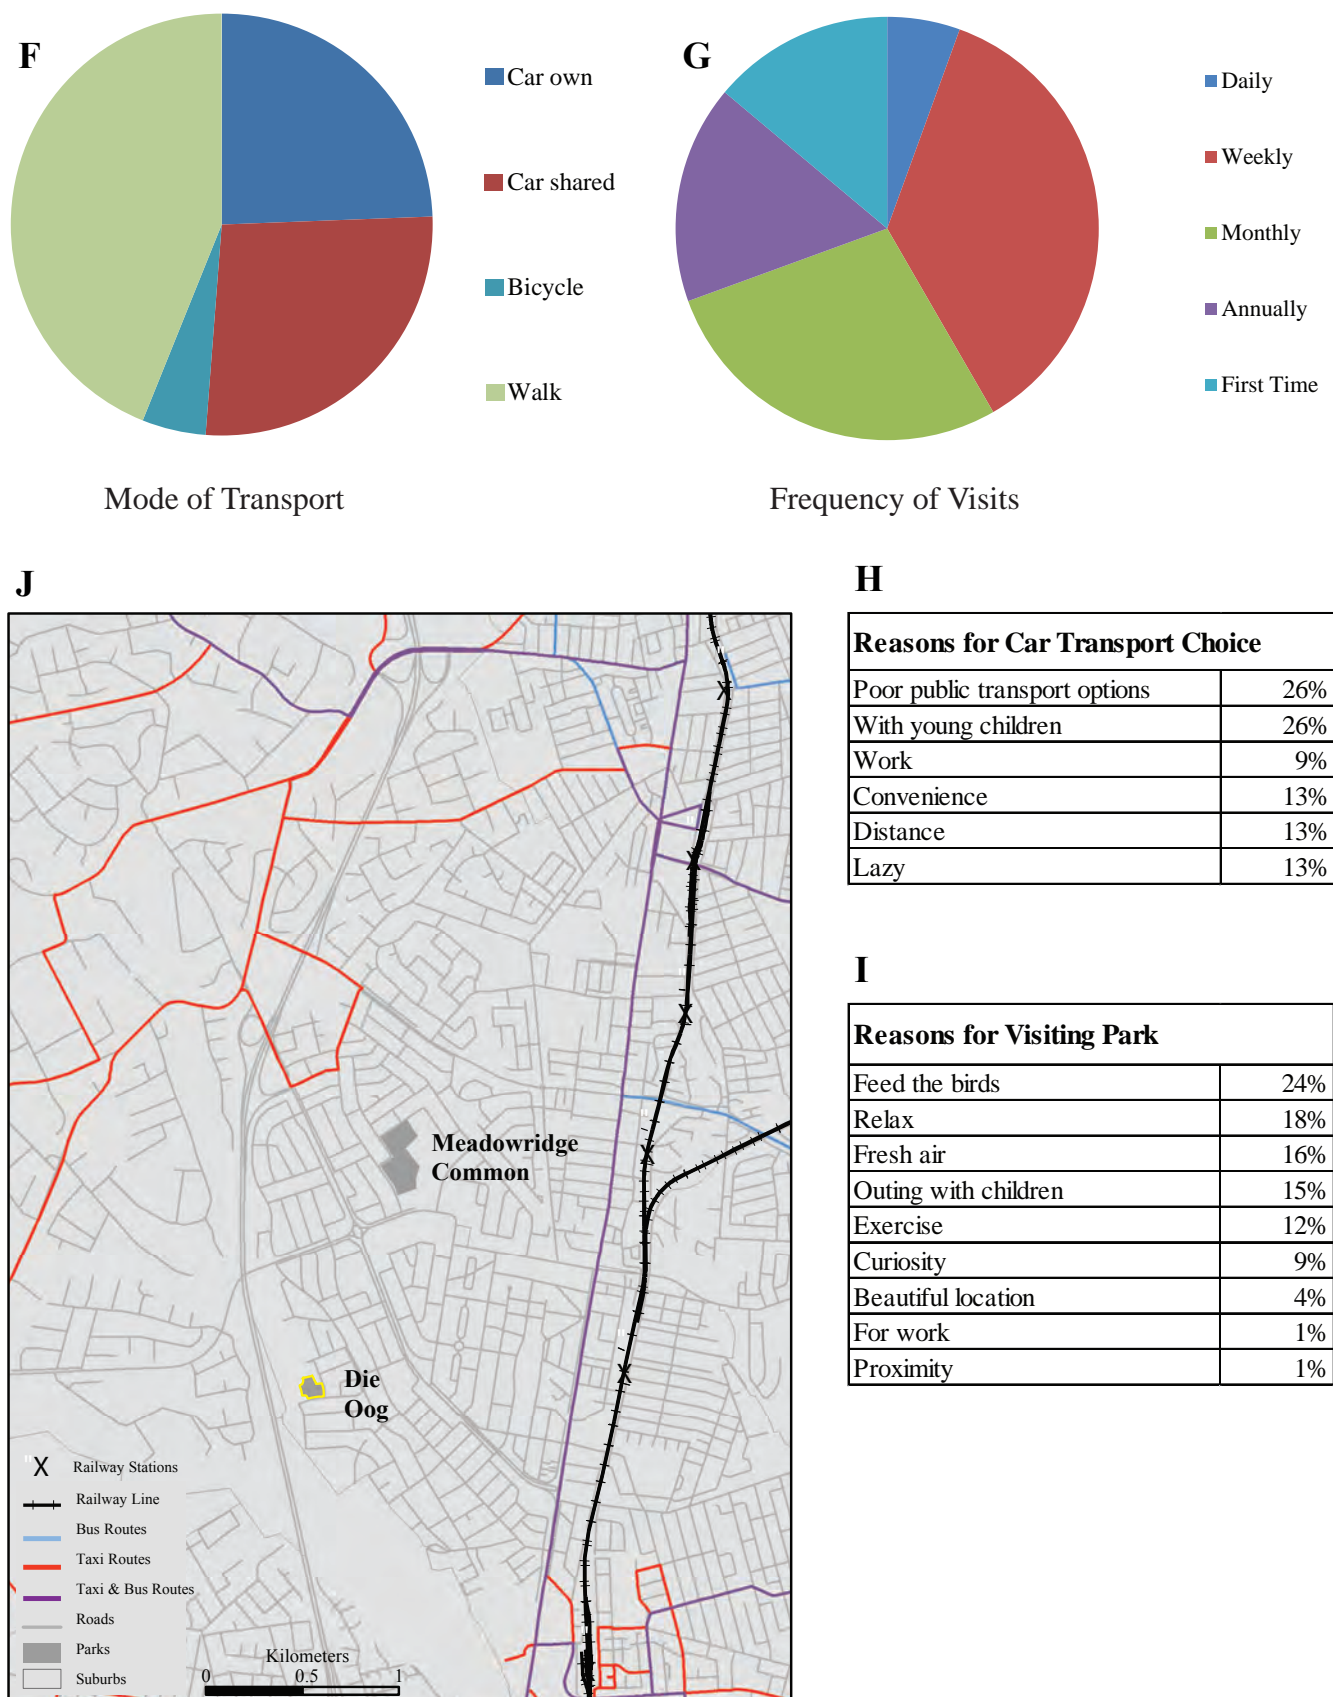 F
Car own
Car shared
Bicycle
Walk
Mode of Transport
G
Daily
Weekly
Monthly
Annually
First Time
Frequency of Visits
J
Meadowridge
Common
Die
Oog
X Railway Stations
Railway Line
Bus Routes
Taxi Routes
Taxi & Bus Routes
Roads
Parks
Suburbs
Kilometers
0 0.5 1
H
Reasons for Car Transport Choice
Poor public transport options 26%
With young children 26%
Work 9%
Convenience 13%
Distance 13%
Lazy 13%
I
Reasons for Visiting Park
Feed the birds 24%
Relax 18%
Fresh air 16%
Outing with children 15%
Exercise 12%
Curiosity 9%
Beautiful location 4%
For work 1%
Proximity 1%